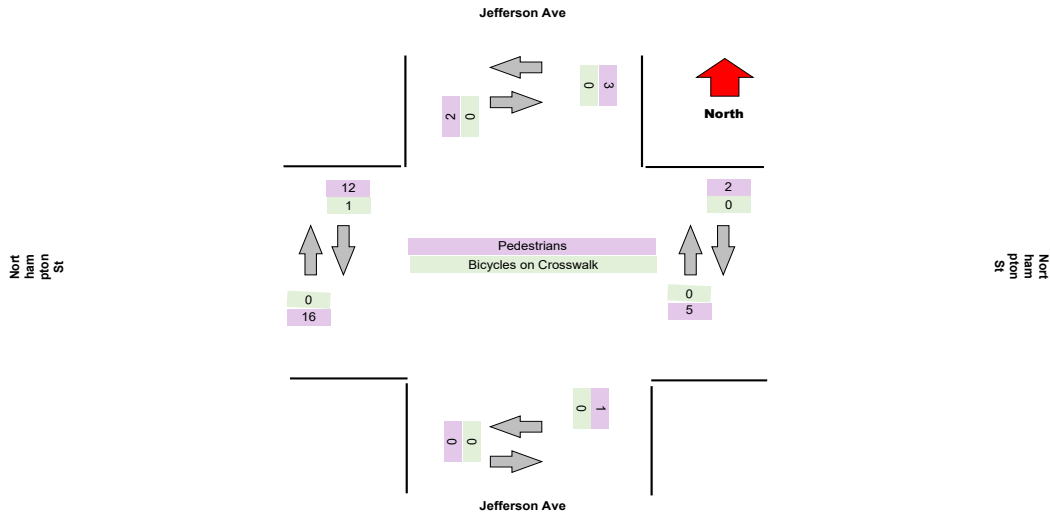 Jefferson Ave
0
3
2
0
North
12
1
2
0
Pedestrians
Bicycles on Crosswalk
Nort
ham
pton
St
Nort
ham
pton
St
0
16
0
5
0
1
0
0
Jefferson Ave